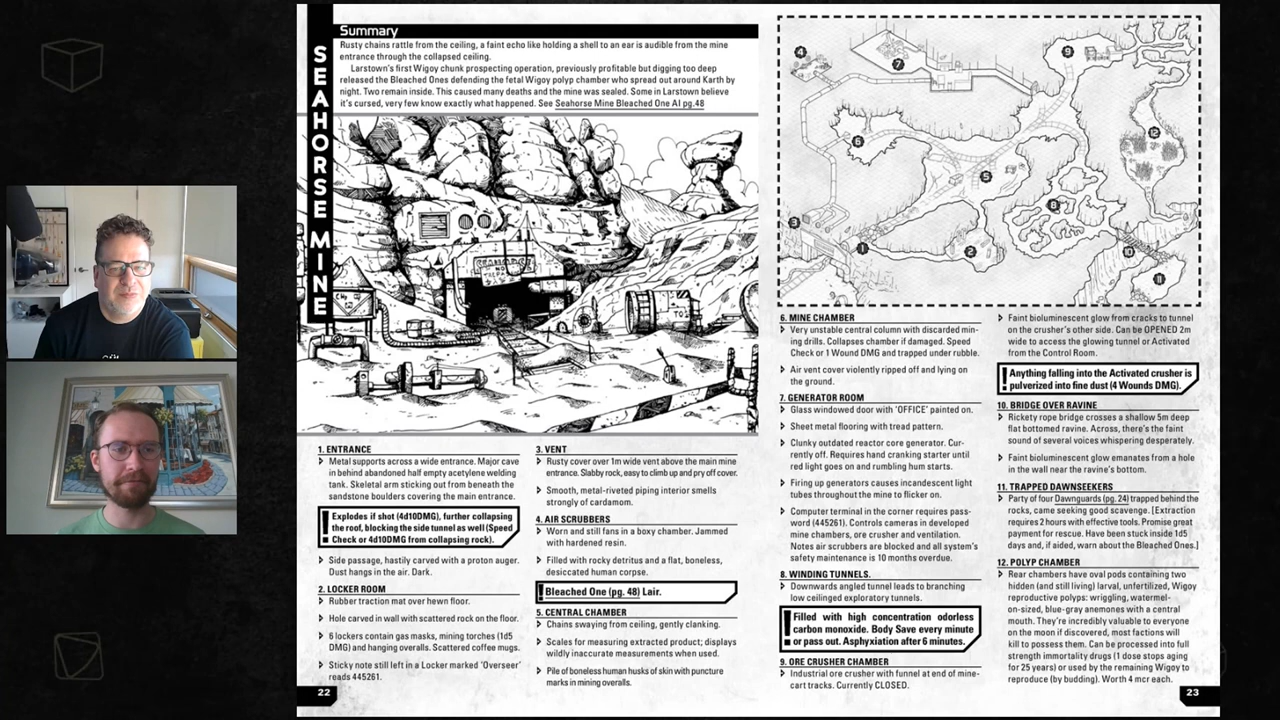 SEAHORSE MINE
Summary
Rusty chains rattle from the ceiling, a faint echo like holding a shell to an ear is audible from the mine
entrance through the collapsed ceiling.
Larstown's first Wigoy chunk prospecting operation, previously profitable but digging too deep
released the Bleached Ones defending the fetal Wigoy polyp chamber who spread out around Karth by
night. Two remain inside. This caused many deaths and the mine was sealed. Some in Larstown believe
it's cursed, very few know exactly what happened. See Seahorse Mine Bleached One AI pg.48
1. ENTRANCE
Metal supports across a wide entrance. Major cave
in behind abandoned half empty acetylene welding
tank. Skeletal arm sticking out from beneath the
sandstone boulders covering the main entrance.
! Explodes if shot (4d10DMG), further collapsing
the roof, blocking the side tunnel as well (Speed
Check or 4d10DMG from collapsing rock).
Side passage, hastily carved with a proton auger.
Dust hangs in the air. Dark.
2. LOCKER ROOM
Rubber traction mat over hewn floor.
Hole carved in wall with scattered rock on the floor.
6 lockers contain gas masks, mining torches (1d5
DMG) and hanging overalls. Scattered coffee mugs.
Sticky note still left in a Locker marked 'Overseer'
reads 445261.
22
3. VENT
Rusty cover over 1m wide vent above the main mine
entrance. Slabby rock, easy to climb up and pry off cover.
Smooth, metal-riveted piping interior smells
strongly of cardamom.
4. AIR SCRUBBERS
Worn and still fans in a boxy chamber. Jammed
with hardened resin.
Filled with rocky detritus and a flat, boneless,
desiccated human corpse.
! Bleached One (pg. 48) Lair.
5. CENTRAL CHAMBER
Chains swaying from ceiling, gently clanking.
Scales for measuring extracted product; displays
wildly inaccurate measurements when used.
Pile of boneless human husks of skin with puncture
marks in mining overalls.
4
7
9
6
12
5
8
3
1
2
10
11
6. MINE CHAMBER
Very unstable central column with discarded min-
ing drills. Collapses chamber if damaged. Speed
Check or 1 Wound DMG and trapped under rubble.
Air vent cover violently ripped off and lying on
the ground.
7. GENERATOR ROOM
Glass windowed door with 'OFFICE' painted on.
Sheet metal flooring with tread pattern.
Clunky outdated reactor core generator. Cur-
rently off. Requires hand cranking starter until
red light goes on and rumbling hum starts.
Firing up generators causes incandescent light
tubes throughout the mine to flicker on.
Computer terminal in the corner requires pass-
word (445261). Controls cameras in developed
mine chambers, ore crusher and ventilation.
Notes air scrubbers are blocked and all system's
safety maintenance is 10 months overdue.
8. WINDING TUNNELS.
Downwards angled tunnel leads to branching
low ceilinged exploratory tunnels.
! Filled with high concentration odorless
carbon monoxide. Body Save every minute
or pass out. Asphyxiation after 6 minutes.
9. ORE CRUSHER CHAMBER
Industrial ore crusher with tunnel at end of mine-
cart tracks. Currently CLOSED.
Faint bioluminescent glow from cracks to tunnel
on the crusher's other side. Can be OPENED 2m
wide to access the glowing tunnel or Activated
from the Control Room.
! Anything falling into the Activated crusher is
pulverized into fine dust (4 Wounds DMG).
10. BRIDGE OVER RAVINE
Rickety rope bridge crosses a shallow 5m deep
flat bottomed ravine. Across, there's the faint
sound of several voices whispering desperately.
Faint bioluminescent glow emanates from a hole
in the wall near the ravine's bottom.
11. TRAPPED DAWNSEEKERS
Party of four Dawnguards (pg. 24) trapped behind the
rocks, came seeking good scavenge. [Extraction
requires 2 hours with effective tools. Promise great
payment for rescue. Have been stuck inside 1d5
days and, if aided, warn about the Bleached Ones.]
12. POLYP CHAMBER
Rear chambers have oval pods containing two
hidden (and still living) larval, unfertilized, Wigoy
reproductive polyps: wriggling, watermel-
on-sized, blue-gray anemones with a central
mouth. They're incredibly valuable to everyone
on the moon if discovered, most factions will
kill to possess them. Can be processed into full
strength immortality drugs (1 dose stops aging
for 25 years) or used by the remaining Wigoy to
reproduce (by budding). Worth 4 mcr each.
23